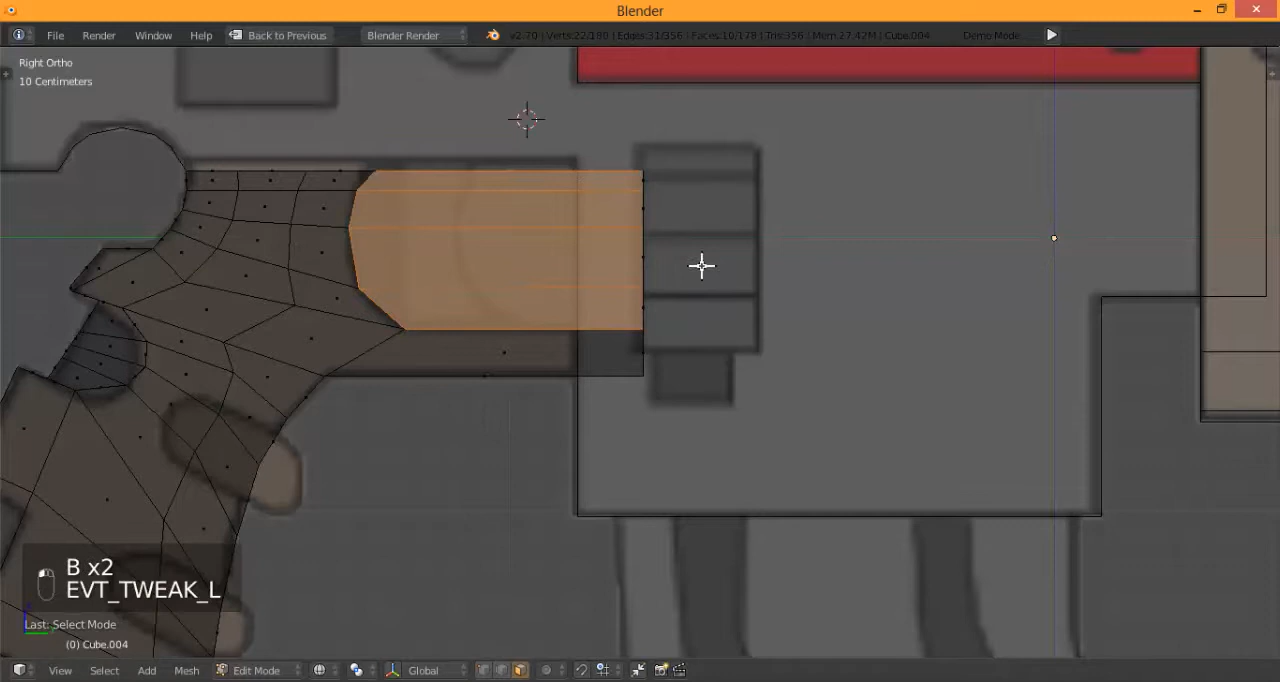 Blender
File Render Window Help Back to Previous Blender Render v2.70 | Verts:22/180 | Edges:31/356 | Faces:10/178 | Tris:356 | Mem:27.42M | Cube.004 Demo Mode
Right Ortho
10 Centimeters
B x2
EVT_TWEAK_L
Last: Select Mode
(0) Cube.004
View Select Add Mesh Edit Mode Global